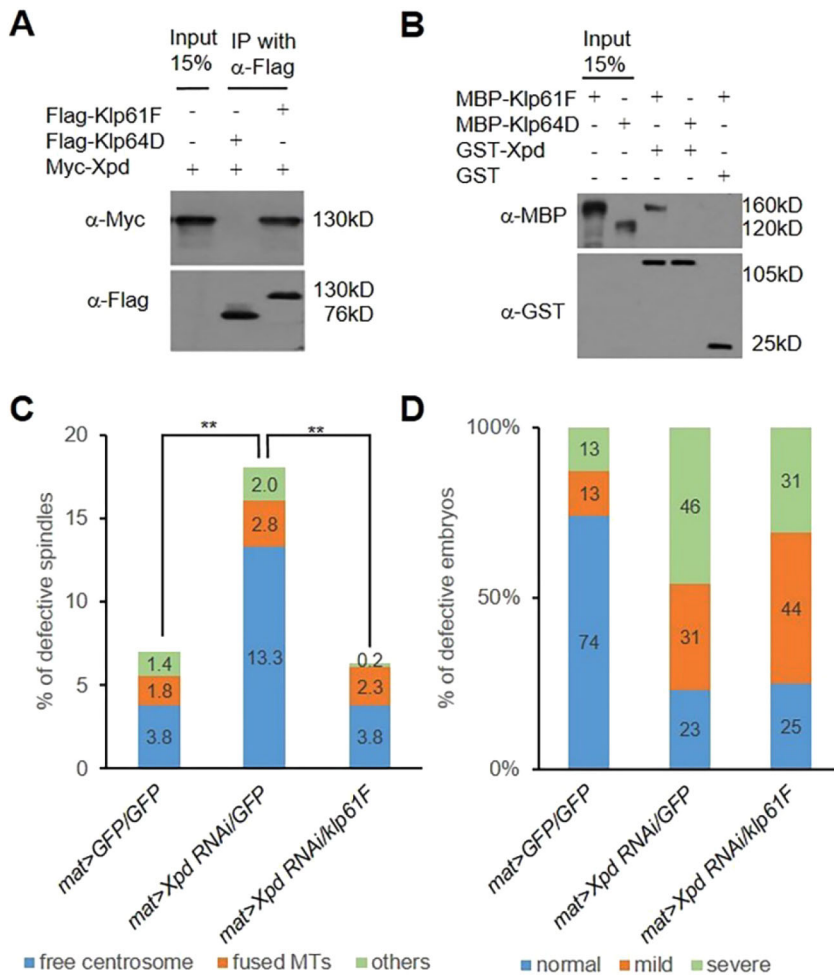 A
Input
15%
IP with
α-Flag
Flag-Klp61F - - +
Flag-Klp64D - + -
Myc-Xpd + + +
α-Myc 130kD
α-Flag 130kD
76kD
B
Input
15%
MBP-Klp61F + - + - +
MBP-Klp64D - + - + -
GST-Xpd - - + + -
GST - - - - +
α-MBP 160kD
120kD
105kD
α-GST
25kD
C
** **
% of defective spindles
20
15
10
5
0
1.4
1.8
3.8
2.0
2.8
13.3
0.2
2.3
3.8
mat>GFP/GFP
mat>Xpd RNAi/GFP
mat>Xpd RNAi/klp61F
free centrosome fused MTs others
D
% of defective embryos
100%
50%
0%
13
13
74
46
31
23
31
44
25
mat>GFP/GFP
mat>Xpd RNAi/GFP
mat>Xpd RNAi/klp61F
normal mild severe